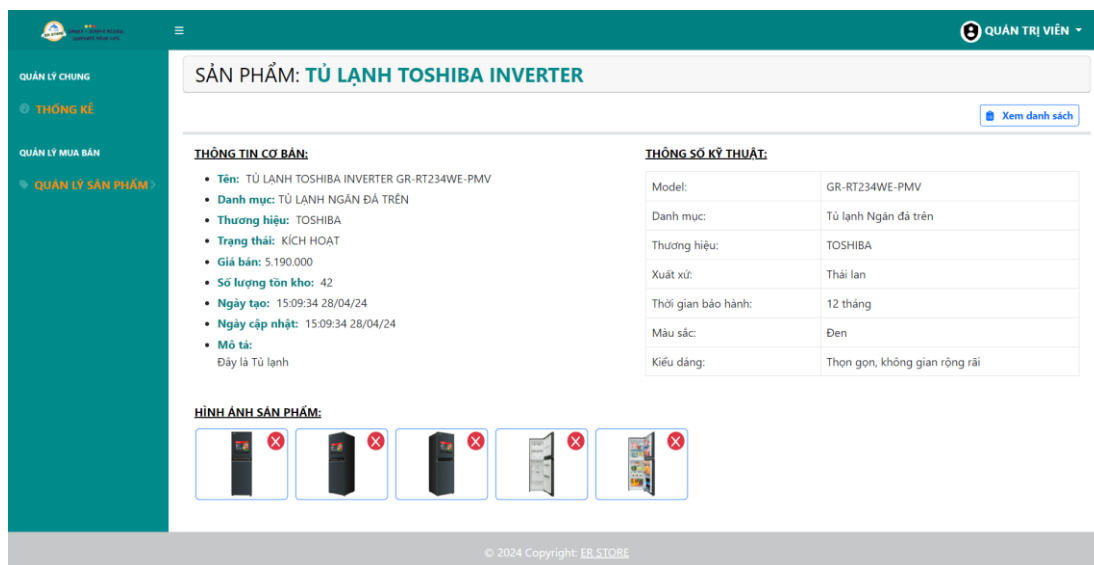 ER STORE
QUẢN TRỊ VIÊN
QUẢN LÝ CHUNG
THỐNG KÊ
QUẢN LÝ MUA BÁN
QUẢN LÝ SẢN PHẨM
SẢN PHẨM: TỦ LẠNH TOSHIBA INVERTER
Xem danh sách
THÔNG TIN CƠ BẢN:
Tên: TỦ LẠNH TOSHIBA INVERTER GR-RT234WE-PMV
Danh mục: TỦ LẠNH NGĂN ĐÁ TRÊN
Thương hiệu: TOSHIBA
Trạng thái: KÍCH HOẠT
Giá bán: 5.190.000
Số lượng tồn kho: 42
Ngày tạo: 15:09:34 28/04/24
Ngày cập nhật: 15:09:34 28/04/24
Mô tả:
Đây là Tủ lạnh
THÔNG SỐ KỸ THUẬT:
Model: GR-RT234WE-PMV
Danh mục: Tủ lạnh Ngăn đá trên
Thương hiệu: TOSHIBA
Xuất xứ: Thái lan
Thời gian bảo hành: 12 tháng
Màu sắc: Đen
Kiểu dáng: Thọn gọn, không gian rộng rãi
HÌNH ẢNH SẢN PHẨM:
© 2024 Copyright: ER STORE